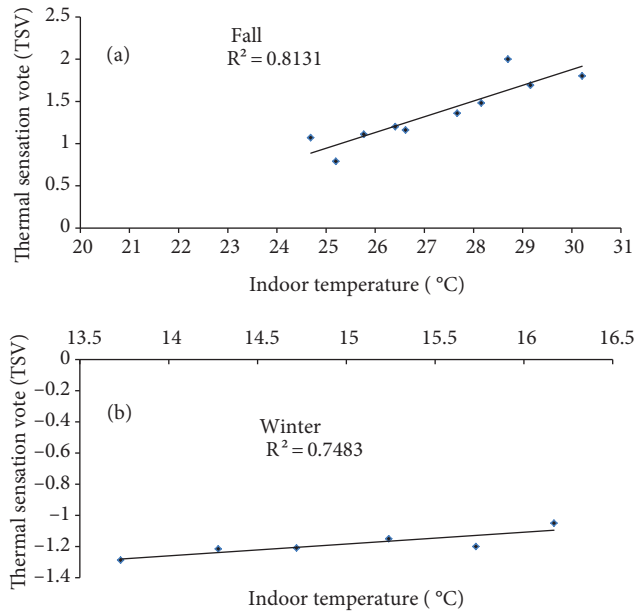 Thermal sensation vote (TSV)
2.5
2
1.5
1
0.5
0
(a)
Fall
R² = 0.8131
20 21 22 23 24 25 26 27 28 29 30 31
Indoor temperature ( °C)
13.5 14 14.5 15 15.5 16 16.5
Thermal sensation vote (TSV)
0
−0.2
−0.4
−0.6
−0.8
−1
−1.2
−1.4
(b)
Winter
R² = 0.7483
Indoor temperature ( °C)